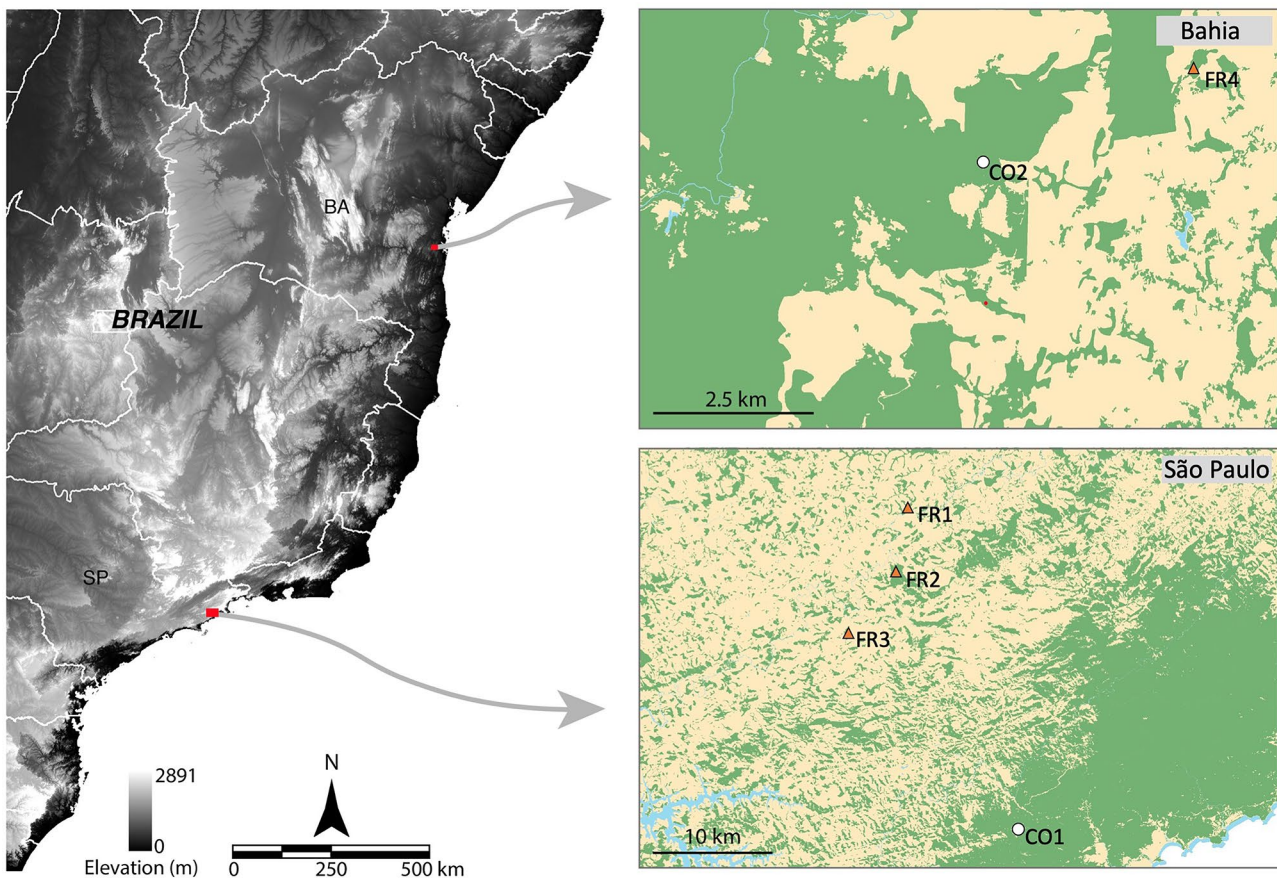 BA
BRAZIL
SP
N
2891
0
Elevation (m)
0 250 500 km
Bahia
FR4
CO2
2.5 km
São Paulo
FR1
FR2
FR3
10 km
CO1